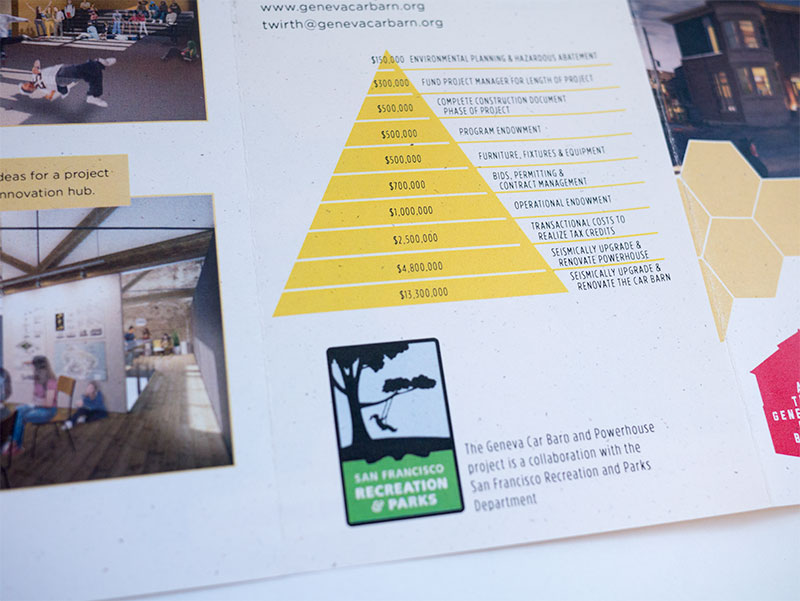 www.genevacarbarn.org
twirth@genevacarbarn.org
$150,000 ENVIRONMENTAL PLANNING & HAZARDOUS ABATEMENT
$300,000 FUND PROJECT MANAGER FOR LENGTH OF PROJECT
$500,000 COMPLETE CONSTRUCTION DOCUMENT
PHASE OF PROJECT
$500,000 PROGRAM ENDOWMENT
$500,000 FURNITURE, FIXTURES & EQUIPMENT
$700,000 BIDS, PERMITTING &
CONTRACT MANAGEMENT
$1,000,000 OPERATIONAL ENDOWMENT
$2,500,000 TRANSACTIONAL COSTS TO
REALIZE TAX CREDITS
$4,800,000 SEISMICALLY UPGRADE &
RENOVATE POWERHOUSE
$13,300,000 SEISMICALLY UPGRADE &
RENOVATE THE CAR BARN
deas for a project
nnovation hub.
SAN FRANCISCO
RECREATION
& PARKS
The Geneva Car Baro and Powerhouse
project is a collaboration with the
San Francisco Recreation and Parks
Department
A
T
GENE
B